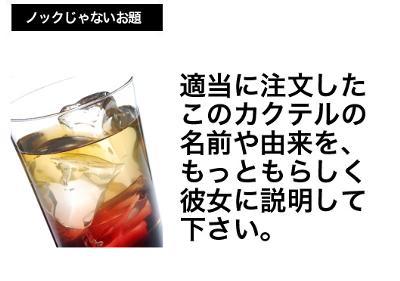 ノックじゃないお題
適当に注文した
このカクテルの
名前や由来を、
もっともらしく
彼女に説明して
下さい。